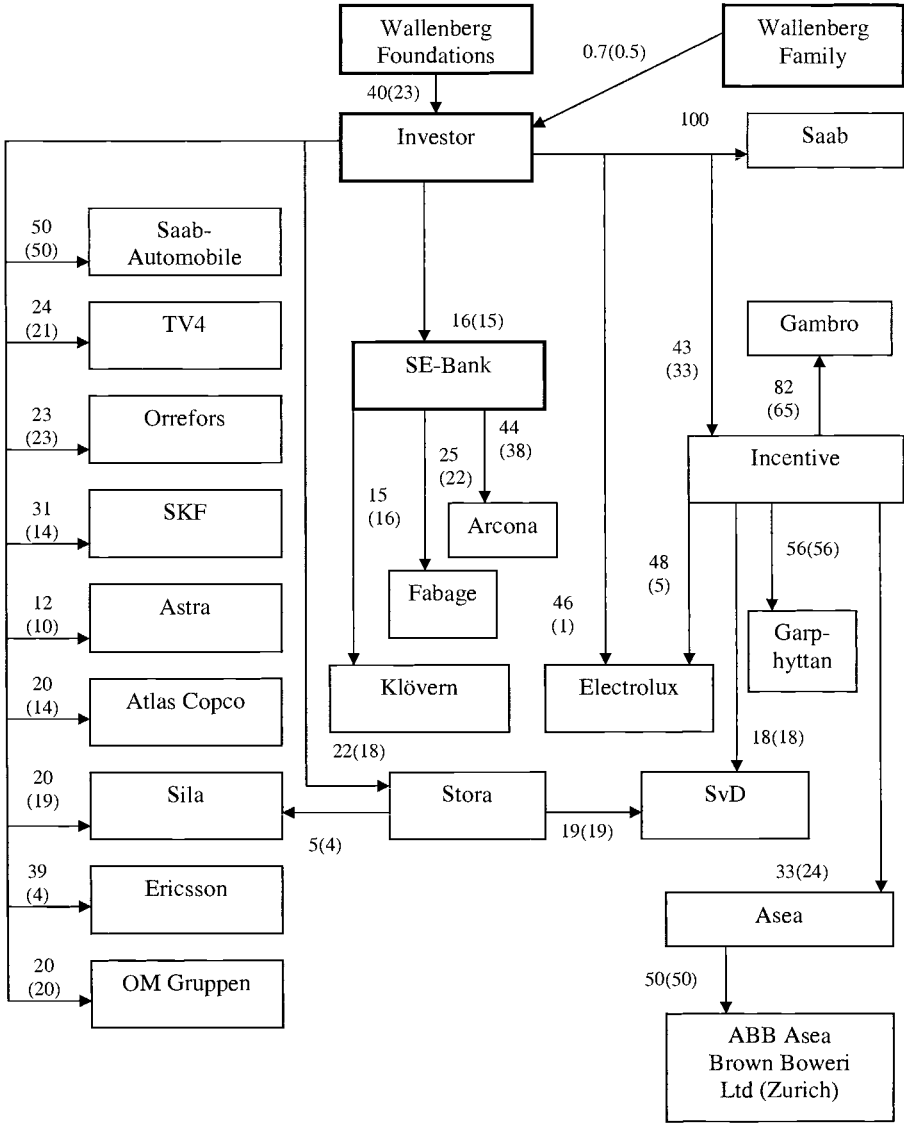 Wallenberg
Foundations
Wallenberg
Family
0.7(0.5)
40(23)
Investor
100
Saab
50
(50)
Saab-
Automobile
24
(21)
TV4
16(15)
43
(33)
Gambro
SE-Bank
82
(65)
23
(23)
Orrefors
44
(38)
25
(22)
Incentive
15
(16)
31
(14)
SKF
Arcona
56(56)
48
(5)
Fabage
46
(1)
12
(10)
Astra
Garp-
hyttan
20
(14)
Atlas Copco
Klövern
Electrolux
22(18)
18(18)
20
(19)
Sila
Stora
SvD
5(4)
19(19)
39
(4)
Ericsson
33(24)
Asea
20
(20)
OM Gruppen
50(50)
ABB Asea
Brown Boweri
Ltd (Zurich)